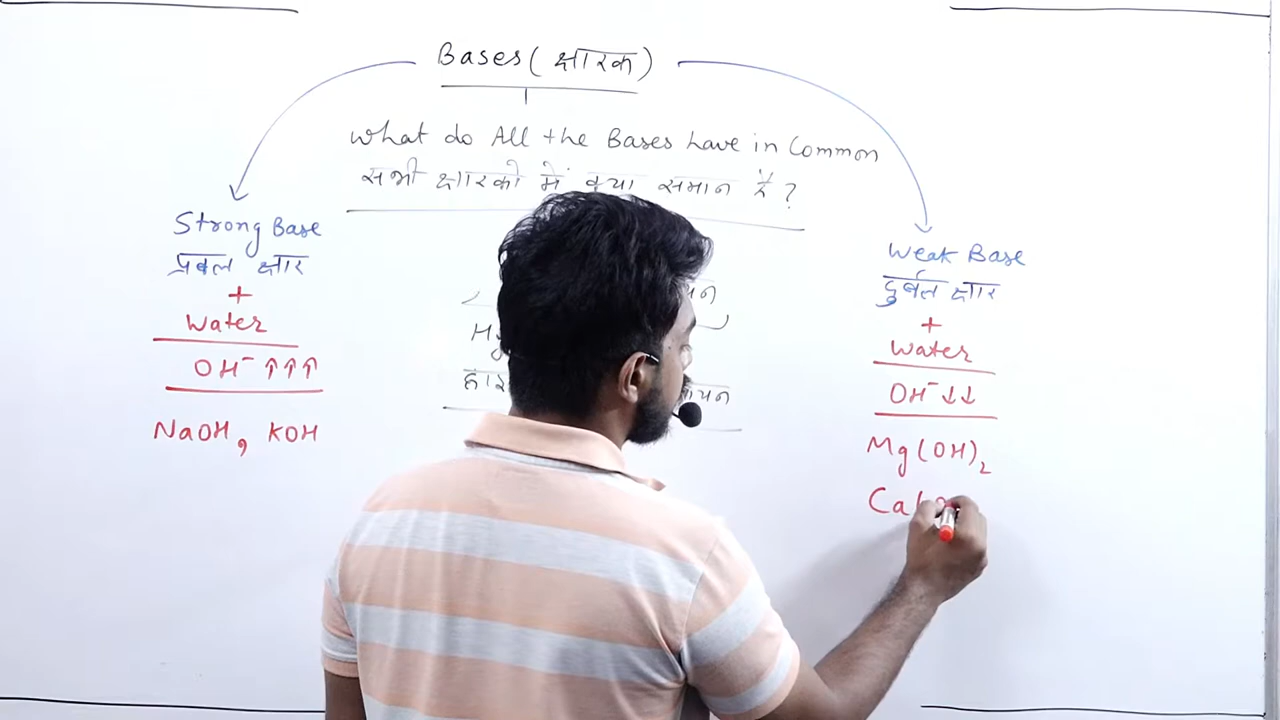 Bases ( क्षारक )
What do All the Bases have in Common
सभी क्षारको में क्या समान है ?
Strong Base
प्रबल क्षार
+
Water
OH⁻ ↑↑↑
NaOH, KOH
Weak Base
दुर्बल क्षार
+
Water
OH⁻ ↓↓
Mg(OH)₂
Ca(